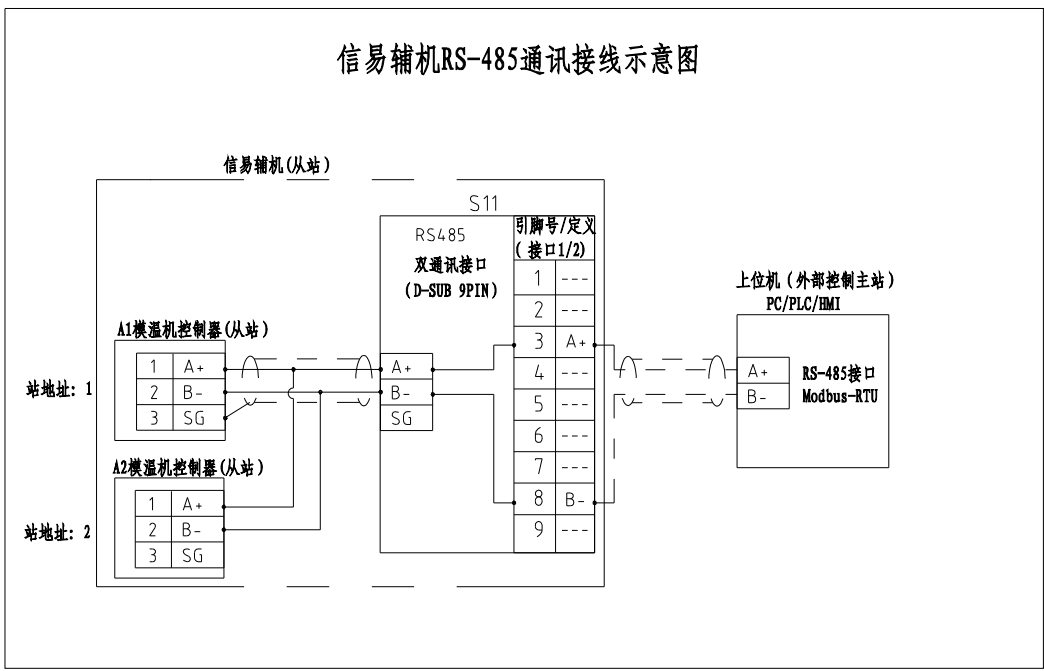 信易辅机RS-485通讯接线示意图
信易辅机(从站)
S11
RS485
双通讯接口
(D-SUB 9PIN)
引脚号/定义
( 接口1/2)
1 ---
2 ---
3 A+
4 ---
5 ---
6 ---
7 ---
8 B-
9 ---
A+
B-
SG
A1模温机控制器(从站)
1 A+
2 B-
3 SG
站地址: 1
A2模温机控制器(从站)
1 A+
2 B-
3 SG
站地址: 2
上位机(外部控制主站)
PC/PLC/HMI
A+
B-
RS-485接口
Modbus-RTU